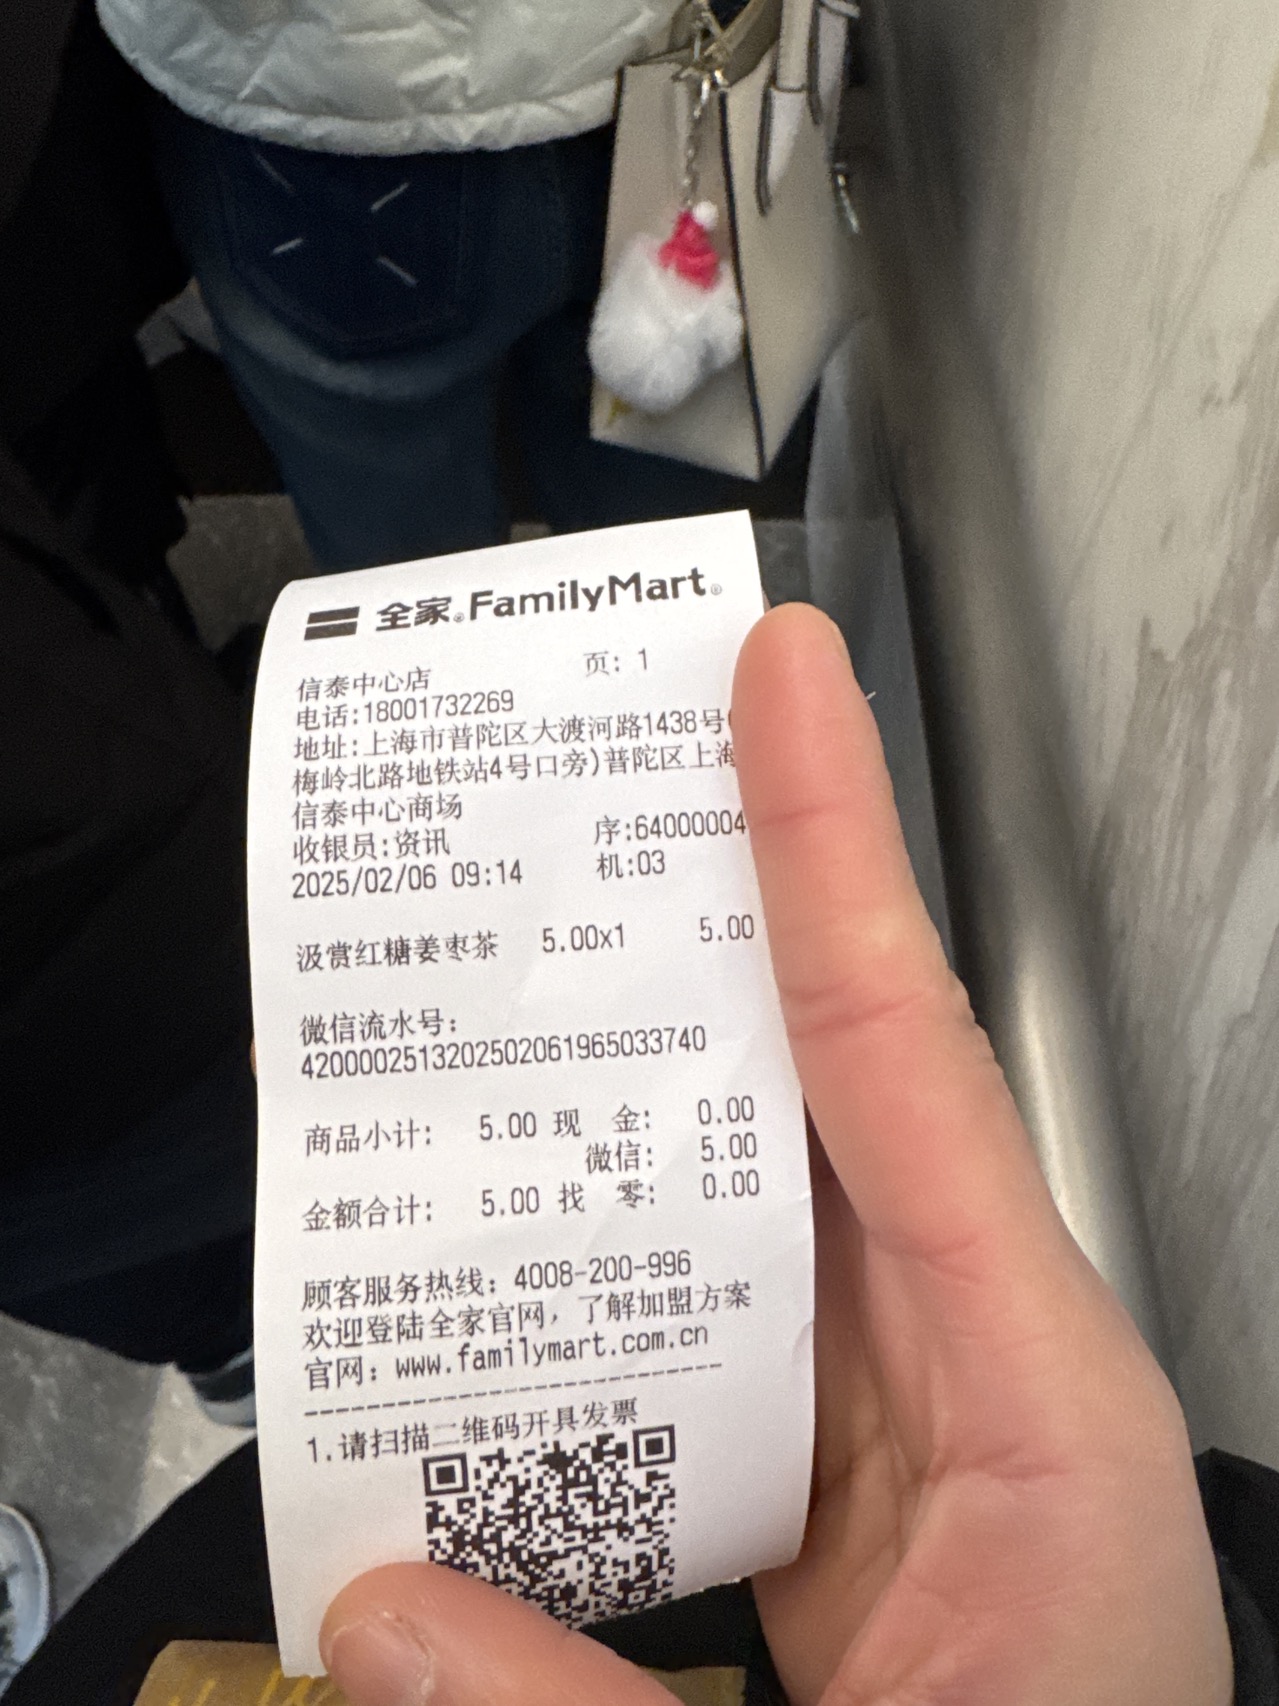 全家®FamilyMart®
信泰中心店 页: 1
电话:18001732269
地址:上海市普陀区大渡河路1438号
梅岭北路地铁站4号口旁)普陀区上海
信泰中心商场
收银员:资讯 序:64000004
2025/02/06 09:14 机:03
汲赏红糖姜枣茶 5.00x1 5.00
微信流水号:
4200002513202502061965033740
商品小计: 5.00 现 金: 0.00
微信: 5.00
金额合计: 5.00 找 零: 0.00
顾客服务热线: 4008-200-996
欢迎登陆全家官网, 了解加盟方案
官网: www.familymart.com.cn
1.请扫描二维码开具发票